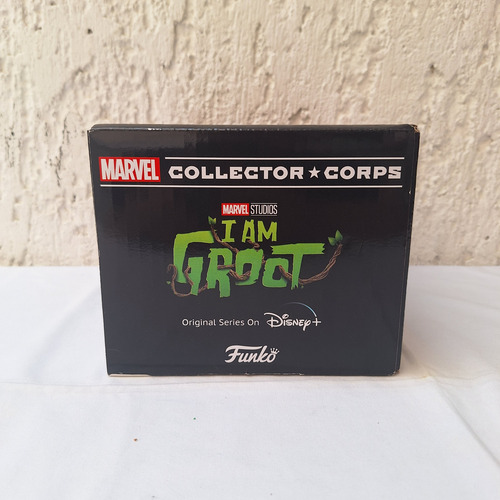 MARVEL COLLECTOR ★ CORPS
MARVEL STUDIOS
I AM
GROOT
Original Series On Disney+
Funko